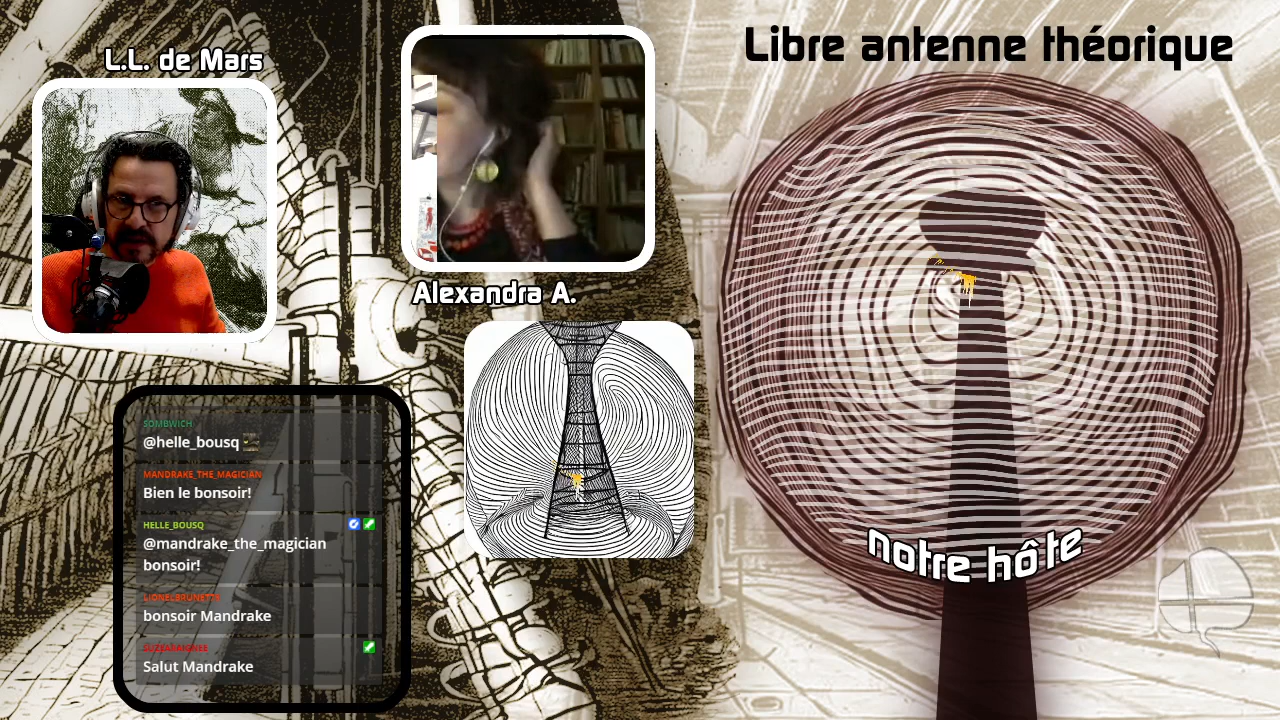 L.L. de Mars
Libre antenne théorique
Alexandra A.
SOMBWICH
@helle_bousq
MANDRAKE_THE_MAGICIAN
Bien le bonsoir!
HELLE_BOUSQ
@mandrake_the_magician
bonsoir!
LIONELBRUNETTI
bonsoir Mandrake
Salut Mandrake
notre hôte